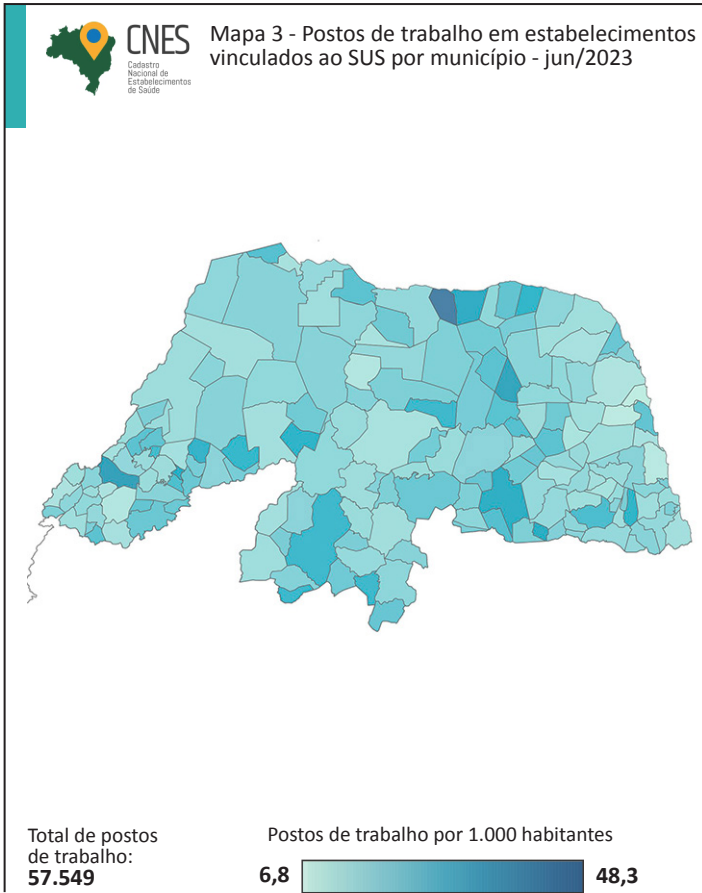 CNES
Cadastro
Nacional de
Estabelecimentos
de Saúde
Mapa 3 - Postos de trabalho em estabelecimentos
vinculados ao SUS por município - jun/2023
Total de postos
de trabalho:
57.549
Postos de trabalho por 1.000 habitantes
6,8
48,3